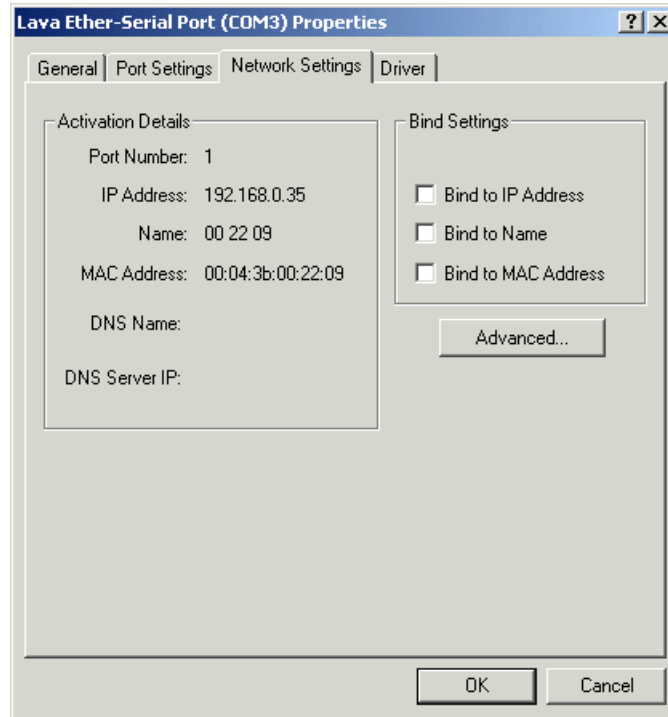 Lava Ether-Serial Port (COM3) Properties
General Port Settings Network Settings Driver
Activation Details
Port Number: 1
IP Address: 192.168.0.35
Name: 00 22 09
MAC Address: 00:04:3b:00:22:09
DNS Name:
DNS Server IP:
Bind Settings
Bind to IP Address
Bind to Name
Bind to MAC Address
Advanced...
OK Cancel